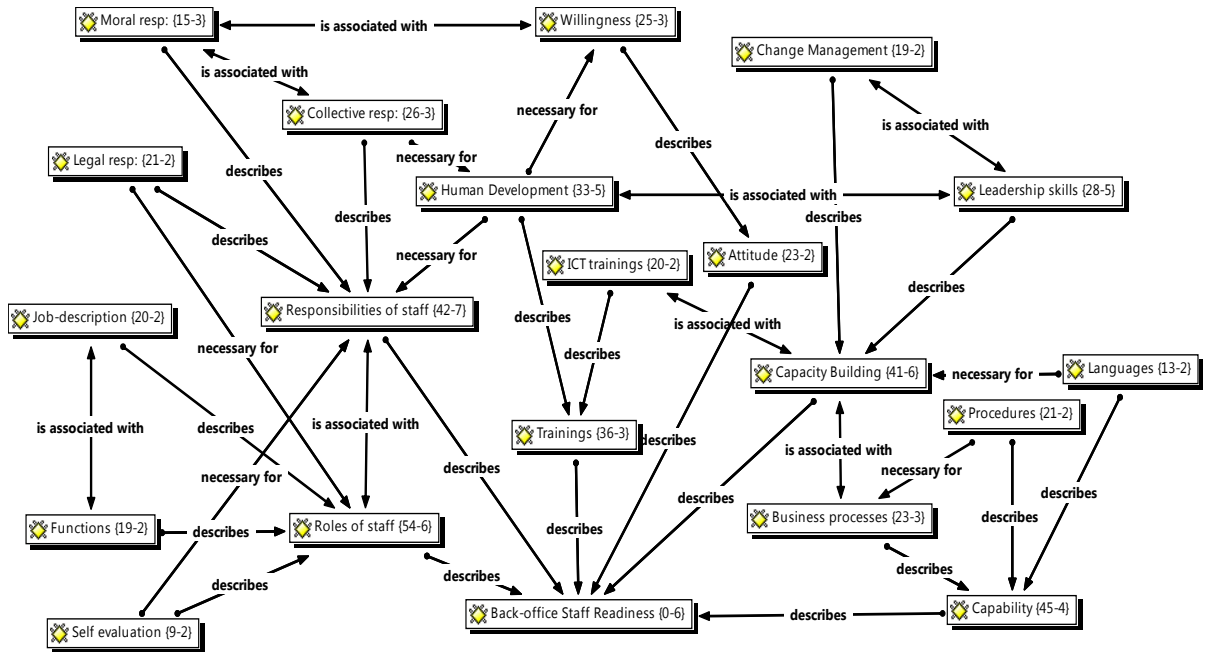 Moral resp: {15-3}
is associated with
Willingness {25-3}
Change Management {19-2}
is associated with
Collective resp: {26-3}
necessary for
is associated with
Legal resp: {21-2}
necessary for
describes
describes
Human Development {33-5}
is associated with
Leadership skills {28-5}
describes
describes
describes
necessary for
ICT trainings {20-2}
Attitude {23-2}
describes
Job-description {20-2}
Responsibilities of staff {42-7}
describes
is associated with
necessary for
describes
Capacity Building {41-6}
necessary for
Languages {13-2}
is associated with
describes
is associated with
Trainings {36-3}
describes
Procedures {21-2}
is associated with
necessary for
describes
necessary for
describes
describes
Functions {19-2}
describes
Roles of staff {54-6}
describes
Business processes {23-3}
describes
describes
describes
describes
Self evaluation {9-2}
Back-office Staff Readiness {0-6}
describes
Capability {45-4}